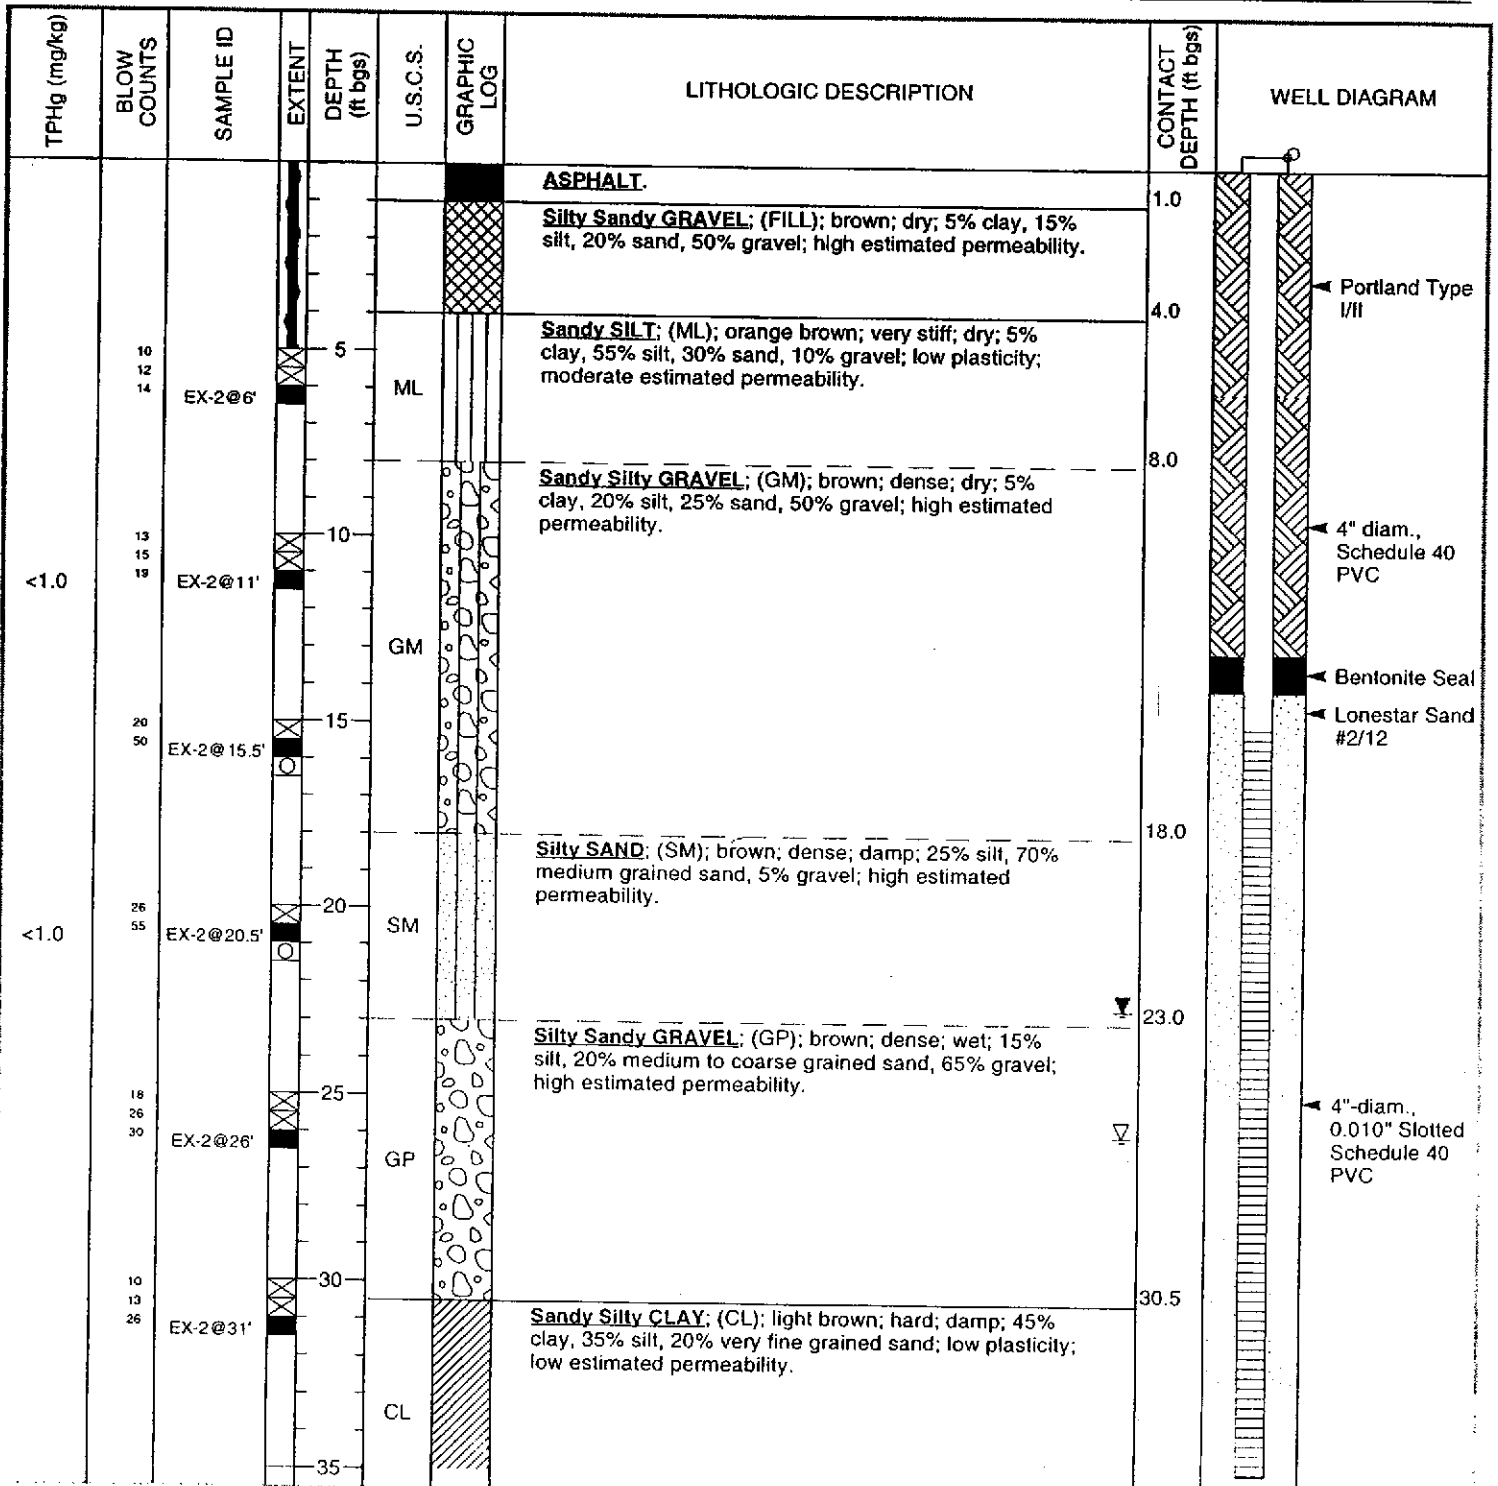 TPHg (mg/kg)
BLOW
COUNTS
SAMPLE ID
EXTENT
DEPTH
(ft bgs)
U.S.C.S.
GRAPHIC
LOG
LITHOLOGIC DESCRIPTION
CONTACT
DEPTH (ft bgs)
WELL DIAGRAM
ASPHALT.
1.0
Silty Sandy GRAVEL; (FILL); brown; dry; 5% clay, 15%
silt, 20% sand, 50% gravel; high estimated permeability.
Portland Type
I/II
4.0
Sandy SILT; (ML); orange brown; very stiff; dry; 5%
clay, 55% silt, 30% sand, 10% gravel; low plasticity;
moderate estimated permeability.
10
12
14
EX-2@6'
5
ML
8.0
Sandy Silty GRAVEL; (GM); brown; dense; dry; 5%
clay, 20% silt, 25% sand, 50% gravel; high estimated
permeability.
4" diam.,
Schedule 40
PVC
<1.0
13
15
19
EX-2@11'
10
GM
Bentonite Seal
Lonestar Sand
#2/12
20
50
EX-2@15.5'
15
18.0
Silty SAND; (SM); brown; dense; damp; 25% silt, 70%
medium grained sand, 5% gravel; high estimated
permeability.
<1.0
26
55
EX-2@20.5'
20
SM
23.0
Silty Sandy GRAVEL; (GP); brown; dense; wet; 15%
silt, 20% medium to coarse grained sand, 65% gravel;
high estimated permeability.
18
26
30
EX-2@26'
25
GP
4"-diam.,
0.010" Slotted
Schedule 40
PVC
10
13
26
EX-2@31'
30
30.5
Sandy Silty CLAY; (CL); light brown; hard; damp; 45%
clay, 35% silt, 20% very fine grained sand; low plasticity;
low estimated permeability.
CL
35